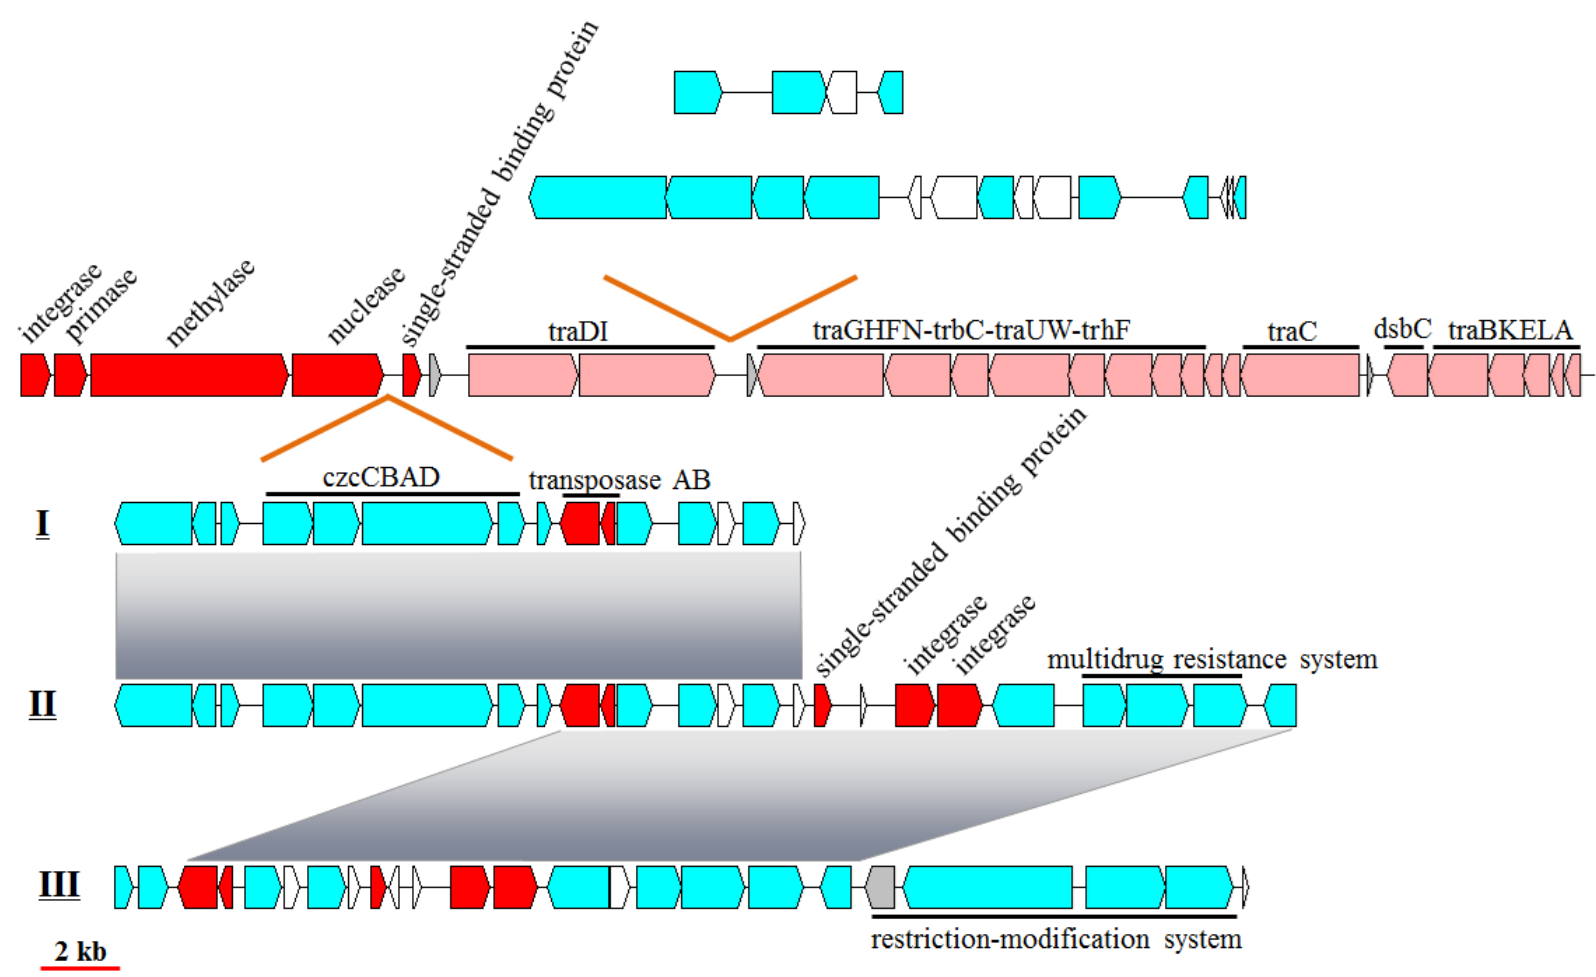 single-stranded binding protein
integrase
primase
methylase
nuclease
traDI
traGHFN-trbC-traUW-trhF
traC
dsbC
traBKELA
czcCBAD
transposase AB
I
single-stranded binding protein
integrase
integrase
multidrug resistance system
II
III
restriction-modification system
2 kb